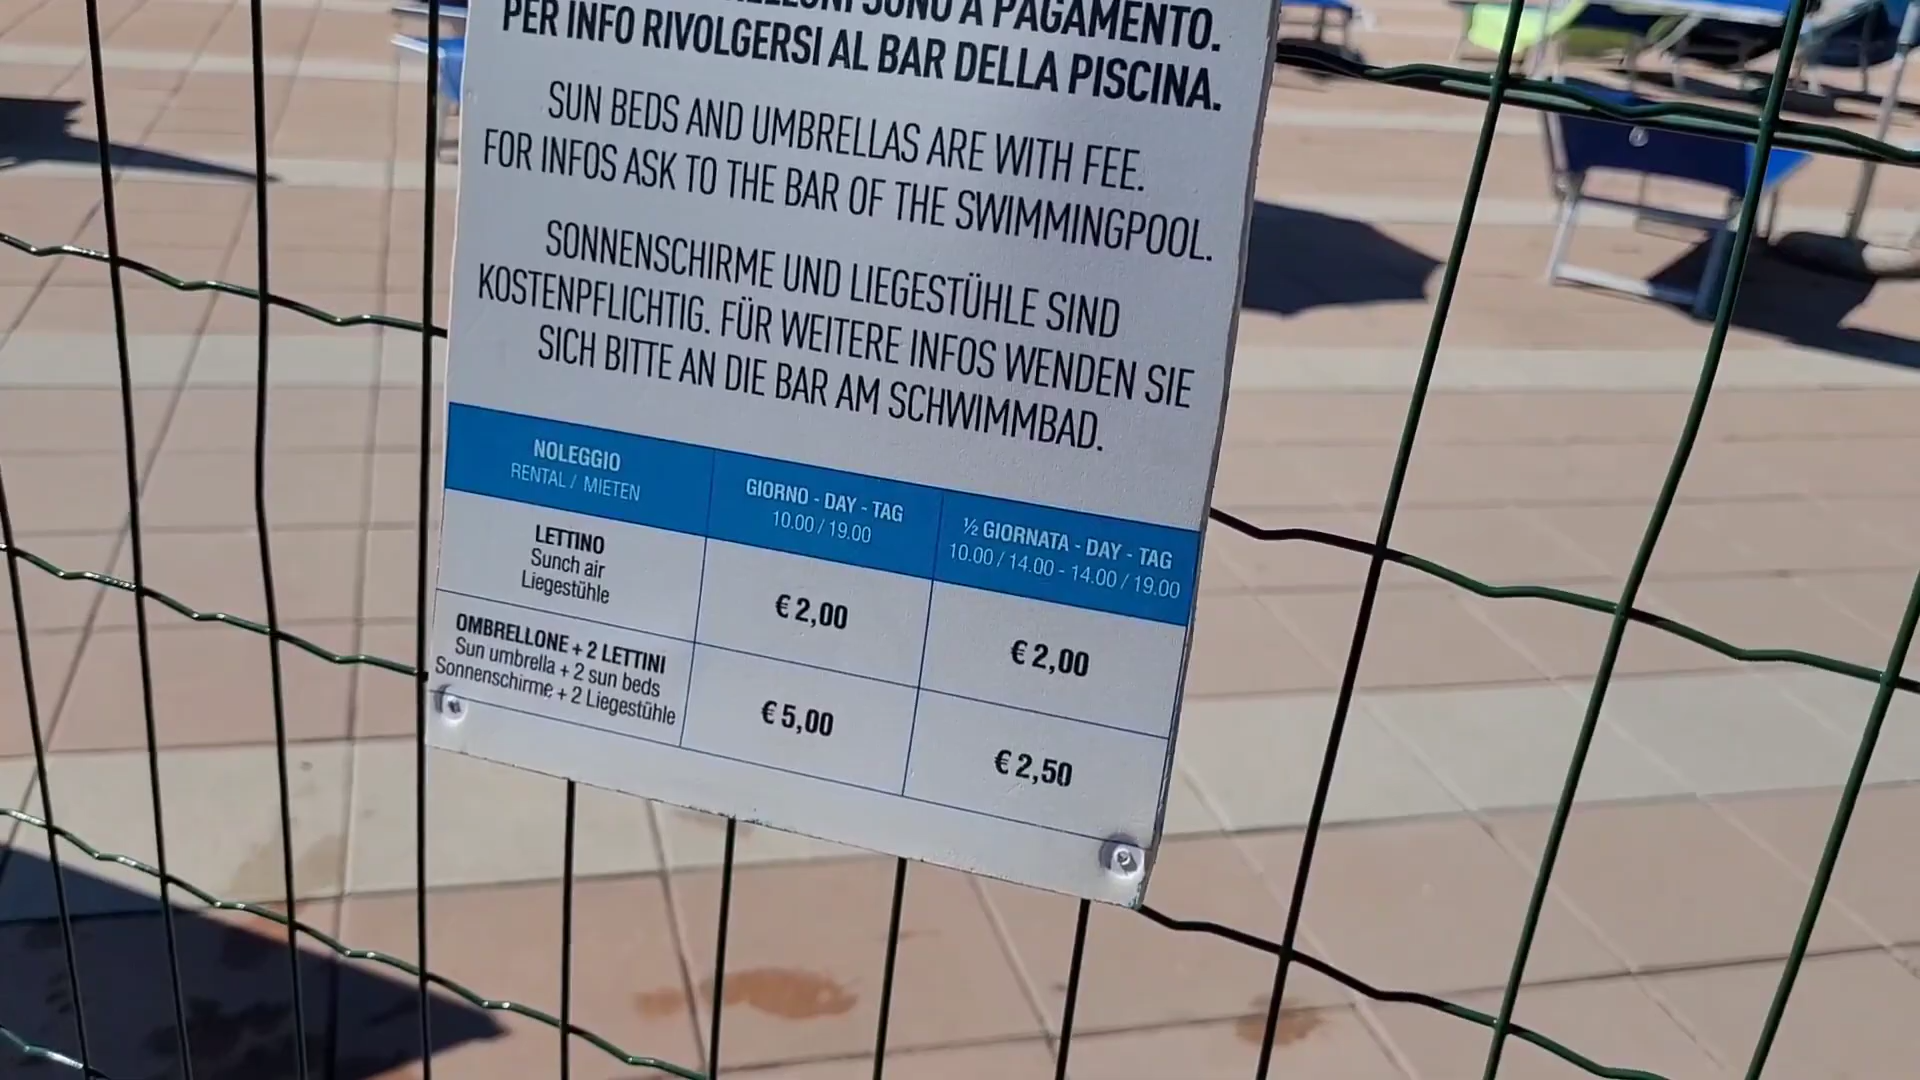 SONO A PAGAMENTO.
PER INFO RIVOLGERSI AL BAR DELLA PISCINA.
SUN BEDS AND UMBRELLAS ARE WITH FEE.
FOR INFOS ASK TO THE BAR OF THE SWIMMINGPOOL.
SONNENSCHIRME UND LIEGESTÜHLE SIND
KOSTENPFLICHTIG. FÜR WEITERE INFOS WENDEN SIE
SICH BITTE AN DIE BAR AM SCHWIMMBAD.
NOLEGGIO
RENTAL / MIETEN
GIORNO - DAY - TAG
10.00 / 19.00
½ GIORNATA - DAY - TAG
10.00 / 14.00 - 14.00 / 19.00
LETTINO
Sunch air
Liegestühle
€ 2,00
€ 2,00
OMBRELLONE + 2 LETTINI
Sun umbrella + 2 sun beds
Sonnenschirme + 2 Liegestühle
€ 5,00
€ 2,50